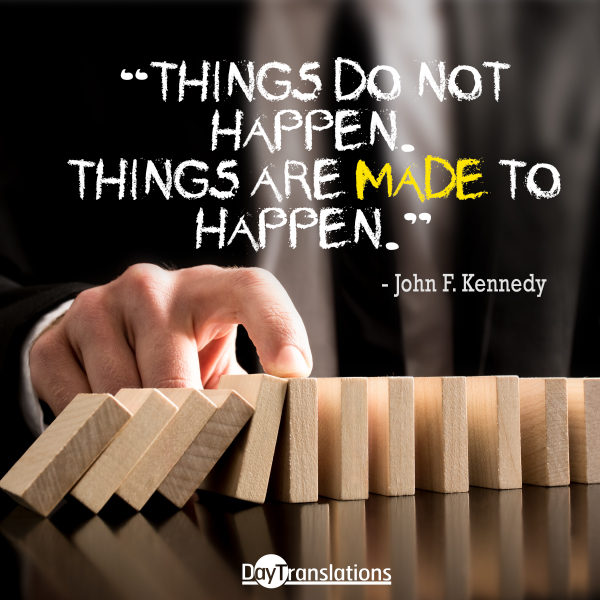 “THINGS DO NOT
HAPPEN.
THINGS ARE MADE TO
HAPPEN.”
- John F. Kennedy
DayTranslations